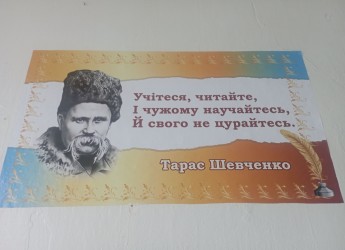 Учітеся, читайте,
І чужому научайтесь,
Й свого не цурайтесь.
Тарас Шевченко